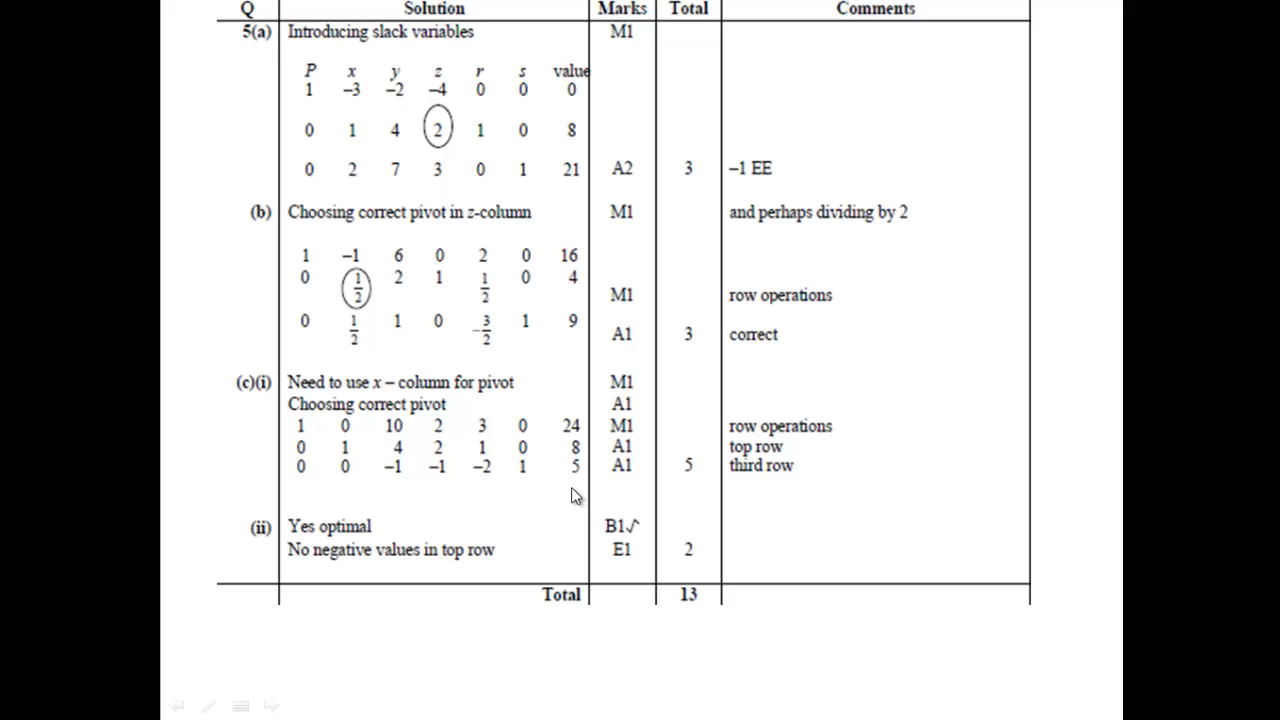 Q Solution Marks Total Comments
5(a) Introducing slack variables M1
P x y z r s value
1 –3 –2 –4 0 0 0
0 1 4 2 1 0 8
0 2 7 3 0 1 21 A2 3 –1 EE
(b) Choosing correct pivot in z-column M1 and perhaps dividing by 2
1 –1 6 0 2 0 16
0 1/2 2 1 1/2 0 4
M1 row operations
0 1/2 1 0 –3/2 1 9
A1 3 correct
(c)(i) Need to use x – column for pivot M1
Choosing correct pivot A1
1 0 10 2 3 0 24 M1 row operations
0 1 4 2 1 0 8 A1 top row
0 0 –1 –1 –2 1 5 A1 5 third row
(ii) Yes optimal B1✓
No negative values in top row E1 2
Total 13